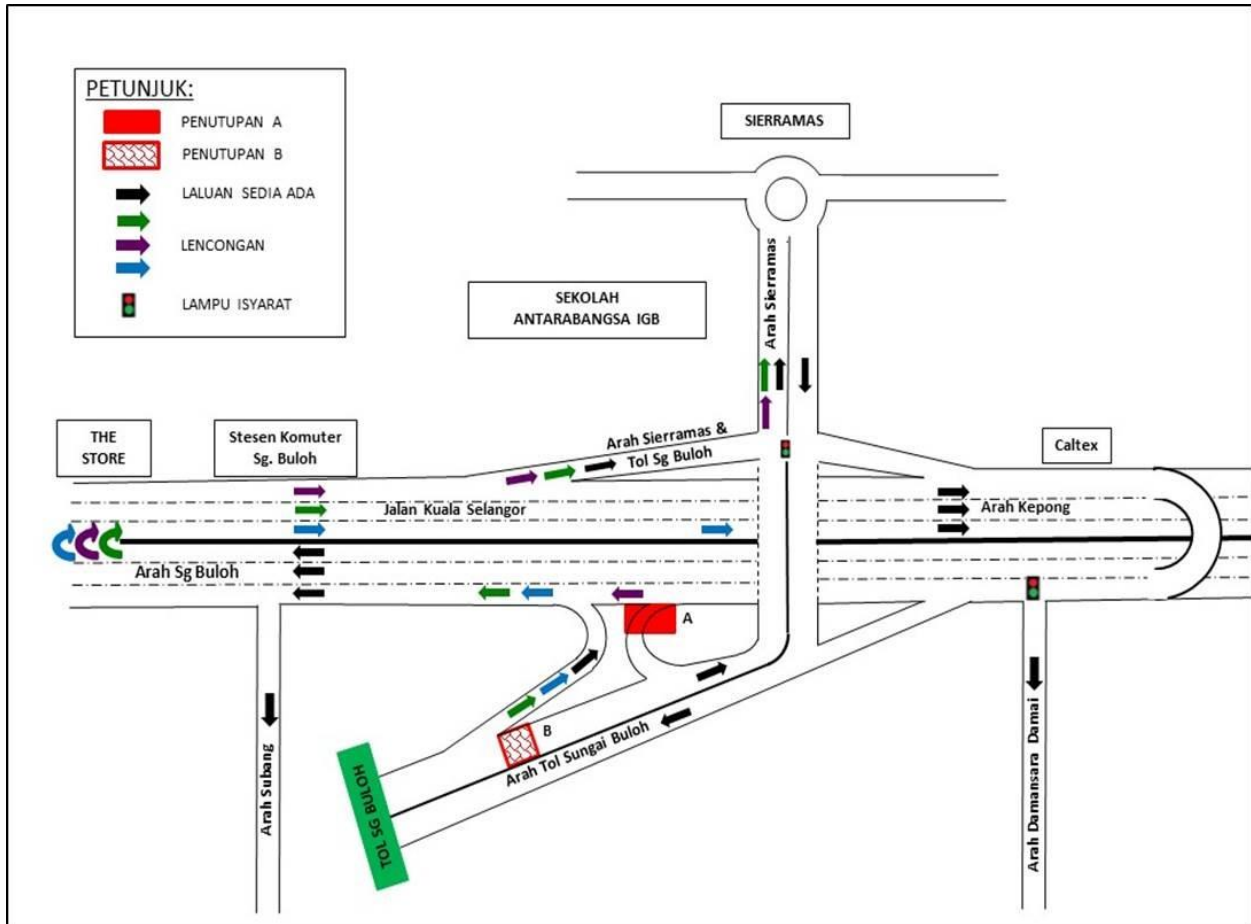 PETUNJUK:
PENUTUPAN A
PENUTUPAN B
LALUAN SEDIA ADA
LENCONGAN
LAMPU ISYARAT
SIERRAMAS
SEKOLAH
ANTARABANGSA IGB
Arah Sierramas
THE
STORE
Stesen Komuter
Sg. Buloh
Arah Sierramas &
Tol Sg Buloh
Caltex
Jalan Kuala Selangor
Arah Kepong
Arah Sg Buloh
A
B
Arah Tol Sungai Buloh
TOL SG BULOH
Arah Subang
Arah Damansara Damai